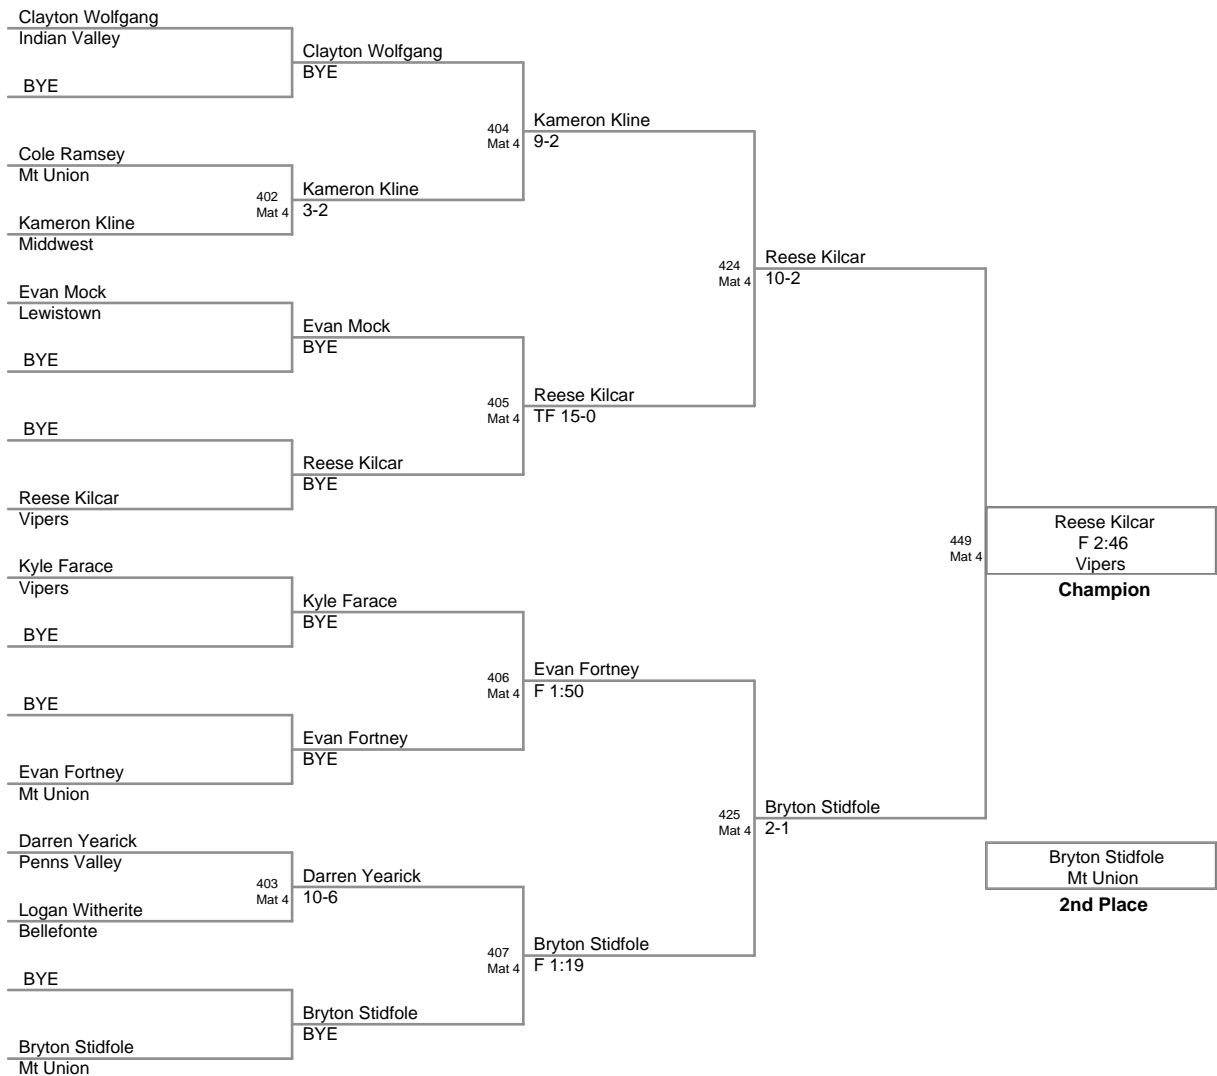 Clayton Wolfgang
Indian Valley
BYE
Cole Ramsey
Mt Union
Kameron Kline
Middwest
Evan Mock
Lewistown
BYE
BYE
Reese Kilcar
Vipers
Kyle Farace
Vipers
BYE
BYE
Evan Fortney
Mt Union
Darren Yearick
Penns Valley
Logan Witherite
Bellefonte
BYE
Bryton Stidfole
Mt Union
Clayton Wolfgang
BYE
402
Mat 4
Kameron Kline
3-2
Evan Mock
BYE
Reese Kilcar
BYE
Kyle Farace
BYE
Evan Fortney
BYE
403
Mat 4
Darren Yearick
10-6
Bryton Stidfole
BYE
404
Mat 4
Kameron Kline
9-2
405
Mat 4
Reese Kilcar
TF 15-0
406
Mat 4
Evan Fortney
F 1:50
407
Mat 4
Bryton Stidfole
F 1:19
424
Mat 4
Reese Kilcar
10-2
425
Mat 4
Bryton Stidfole
2-1
449
Mat 4
Reese Kilcar
F 2:46
Vipers
Champion
Bryton Stidfole
Mt Union
2nd Place